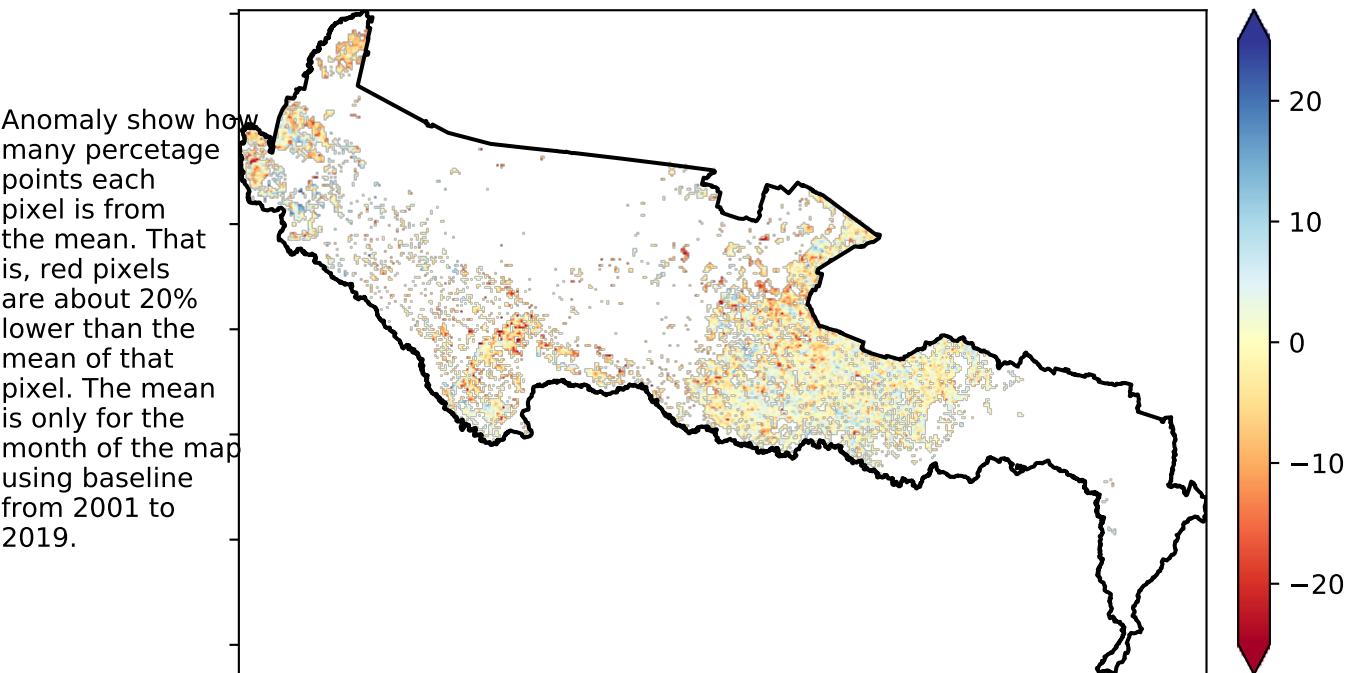 Anomaly show how
many percetage
points each
pixel is from
the mean. That
is, red pixels
are about 20%
lower than the
mean of that
pixel. The mean
is only for the
month of the map
using baseline
from 2001 to
2019.
20
10
0
−10
−20